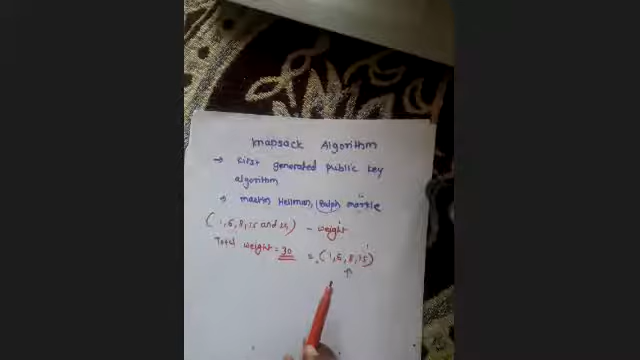 Knapsack Algorithm
→ First generated public key
algorithm
→ Martin Hellman, Ralph Merkle
(1, 6, 8, 15 and 24) - weight
Total weight = 30 = (1, 6, 8, 15)